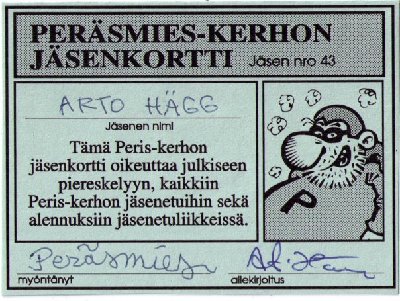 PERÄSMIES-KERHON
JÄSENKORTTI Jäsen nro 43
ARTO HÄGG
Jäsenen nimi
Tämä Peris-kerhon
jäsenkortti oikeuttaa julkiseen
piereskelyyn, kaikkiin
Peris-kerhon jäsenetuihin sekä
alennuksiin jäsenetuliikkeissä.
P
Peräsmies
myöntänyt allekirjoitus